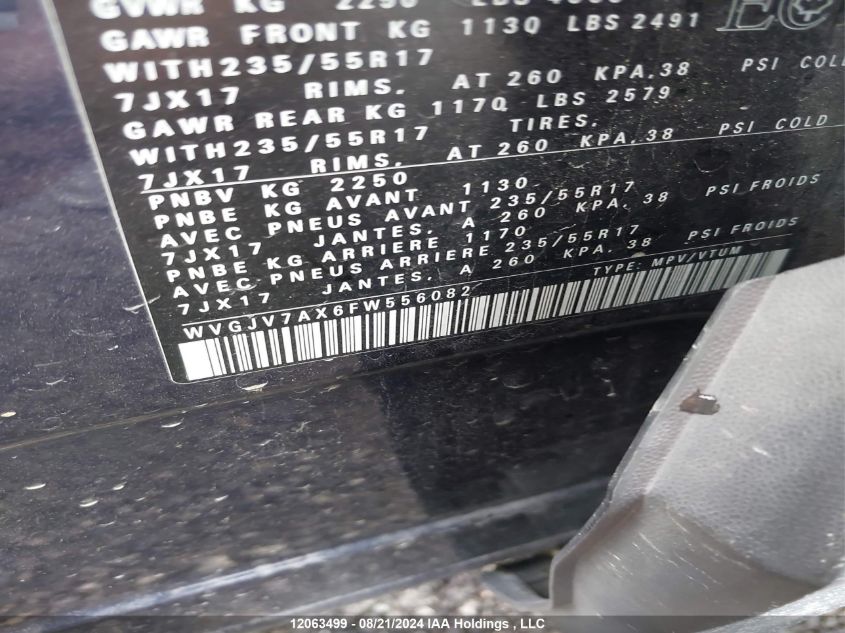 GVWR KG 2250 LBS
GAWR FRONT KG 1130 LBS 2491
WITH235/55R17
7JX17 RIMS. AT 260 KPA.38 PSI COLD
GAWR REAR KG 1170 LBS 2579
WITH235/55R17 TIRES.
7JX17 RIMS. AT 260 KPA.38 PSI COLD
PNBV KG 2250
PNBE KG AVANT 1130
AVEC PNEUS AVANT 235/55R17
7JX17 JANTES. A 260 KPA. 38 PSI FROIDS
PNBE KG ARRIERE 1170
AVEC PNEUS ARRIERE 235/55R17
7JX17 JANTES. A 260 KPA. 38 PSI FROIDS
TYPE: MPV/VTUM
WVGJV7AX6FW556082
12063499 - 08/21/2024 IAA Holdings , LLC